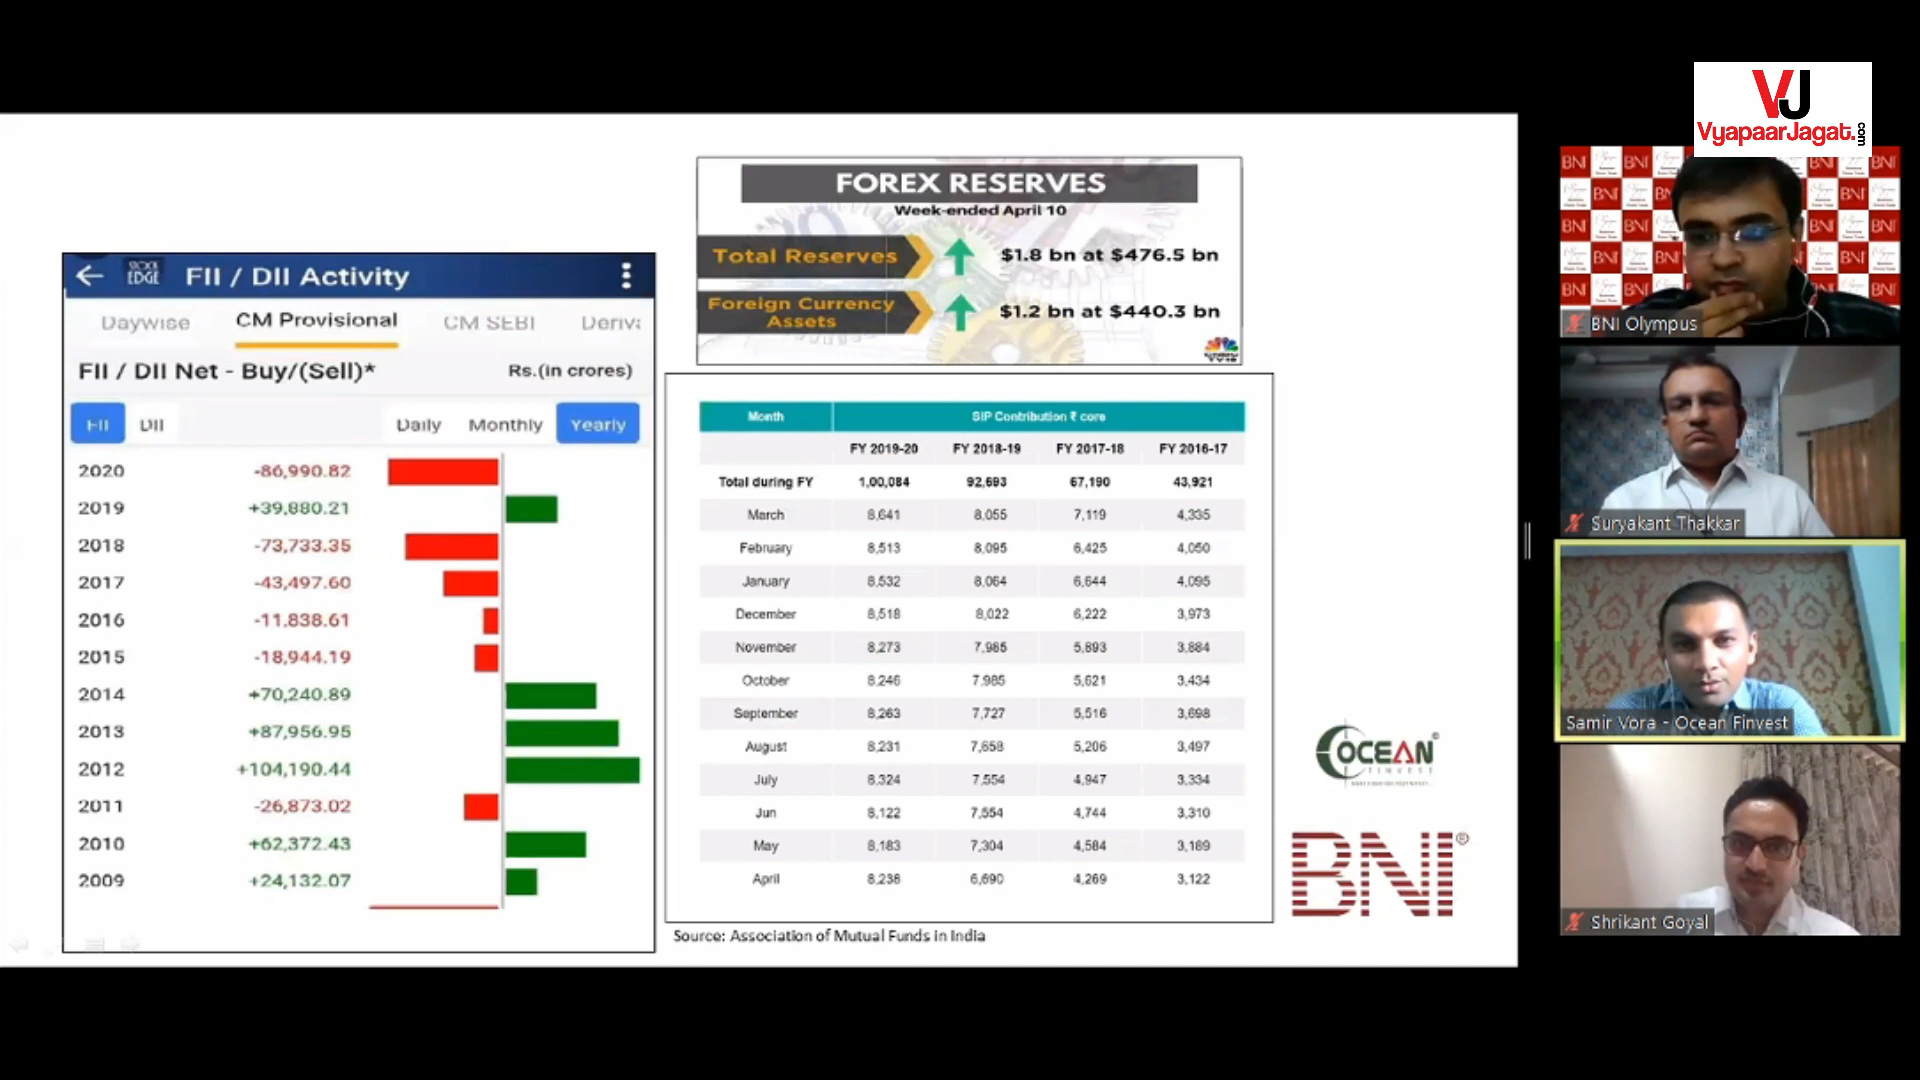 VJ
VyapaarJagat.com
FOREX RESERVES
Week-ended April 10
Total Reserves $1.8 bn at $476.5 bn
Foreign Currency Assets $1.2 bn at $440.3 bn
STOCK EDGE FII / DII Activity
Daywise CM Provisional CM SEBI Deriva
FII / DII Net - Buy/(Sell)* Rs.(in crores)
FII DII Daily Monthly Yearly
2020 -86,990.82
2019 +39,880.21
2018 -73,733.35
2017 -43,497.60
2016 -11,838.61
2015 -18,944.19
2014 +70,240.89
2013 +87,956.95
2012 +104,190.44
2011 -26,873.02
2010 +62,372.43
2009 +24,132.07
Month SIP Contribution ₹ crore
FY 2019-20 FY 2018-19 FY 2017-18 FY 2016-17
Total during FY 1,00,084 92,693 67,190 43,921
March 8,641 8,055 7,119 4,335
February 8,513 8,095 6,425 4,050
January 8,532 8,064 6,644 4,095
December 8,518 8,022 6,222 3,973
November 8,273 7,985 5,893 3,884
October 8,246 7,985 5,621 3,434
September 8,263 7,727 5,516 3,698
August 8,231 7,658 5,206 3,497
July 8,324 7,554 4,947 3,334
Jun 8,122 7,554 4,744 3,310
May 8,183 7,304 4,584 3,189
April 8,238 6,690 4,269 3,122
Source: Association of Mutual Funds in India
OCEAN
FINVEST
BNI®
BNI Olympus
Suryakant Thakkar
Samir Vora - Ocean Finvest
Shrikant Goyal